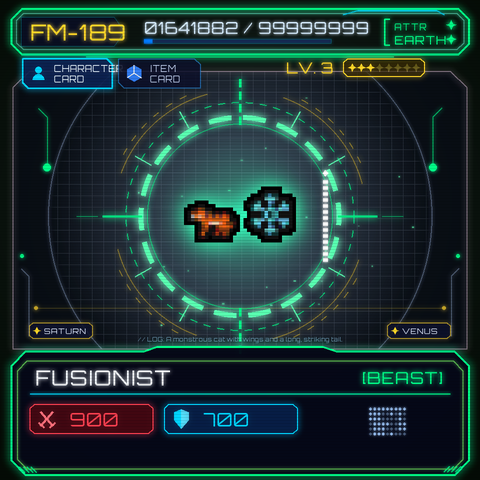 FM-189
01641882 / 99999999
ATTR
EARTH
CHARACTER
CARD
ITEM
CARD
LV. 3
SATURN
VENUS
// LOG: A monstrous cat with wings and a long, striking tail.
FUSIONIST
[BEAST]
900
700